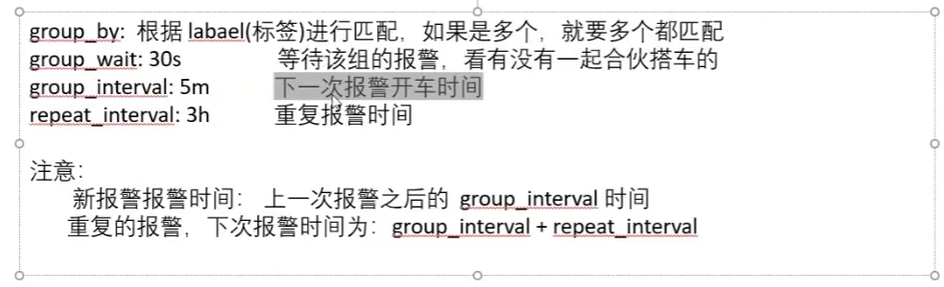 group_by: 根据 labael(标签)进行匹配，如果是多个，就要多个都匹配
group_wait: 30s 等待该组的报警，看有没有一起合伙搭车的
group_interval: 5m 下一次报警开车时间
repeat_interval: 3h 重复报警时间
注意：
新报警报警时间： 上一次报警之后的 group_interval 时间
重复的报警，下次报警时间为：group_interval + repeat_interval